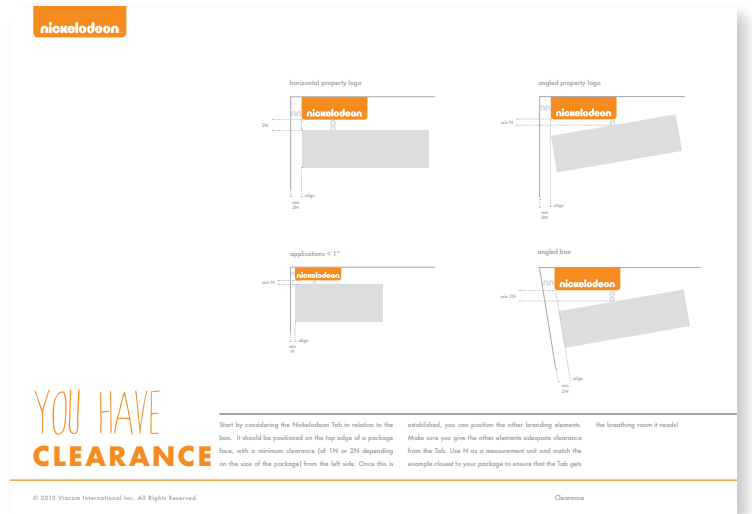 nickelodeon
horizontal property logo
nickelodeon
2N
align
min
2N
angled property logo
nickelodeon
min N
align
min
2N
applications < 1"
nickelodeon
min N
align
min
N
angled box
nickelodeon
min 2N
align
min
2N
YOU HAVE
CLEARANCE
Start by considering the Nickelodeon Tab in relation to the
box. It should be positioned on the top edge of a package
face, with a minimum clearance (of 1N or 2N depending
on the size of the package) from the left side. Once this is
established, you can position the other branding elements.
Make sure you give the other elements adequate clearance
from the Tab. Use N as a measurement unit and match the
example closest to your package to ensure that the Tab gets
the breathing room it needs!
© 2012 Viacom International Inc. All Rights Reserved.
Clearance